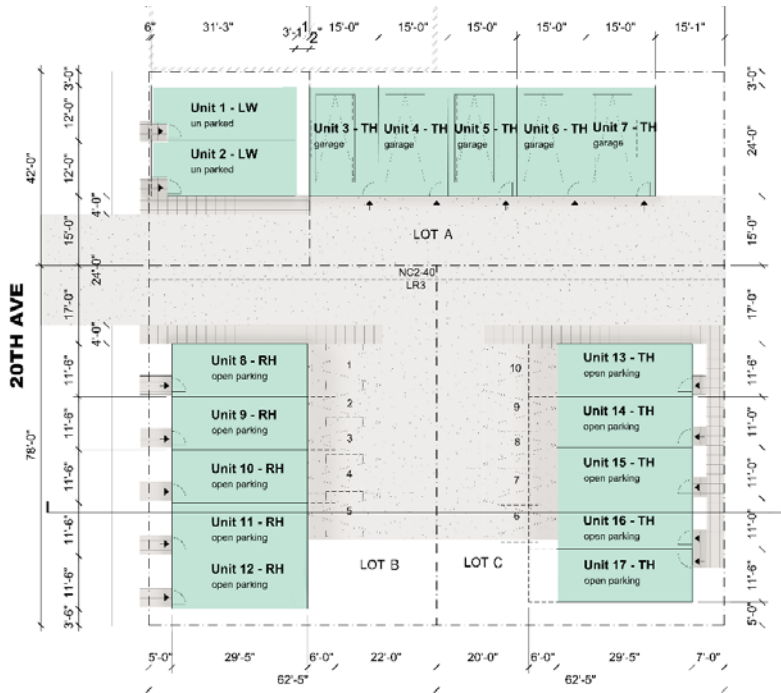 6"
31'-3"
3'-1
1
2
15'-0"
15'-0"
15'-0"
15'-0"
15'-0"
15'-1"
3'-0"
12'-0"
12'-0"
42'-0"
4'-0"
15'-0"
24'-0"
17'-0"
4'-0"
11'-6"
11'-6"
11'-6"
11'-6"
11'-6"
3'-6"
78'-0"
20TH AVE
Unit 1 - LW
un parked
Unit 2 - LW
un parked
Unit 3 - TH
garage
Unit 4 - TH
garage
Unit 5 - TH
garage
Unit 6 - TH
garage
Unit 7 - TH
garage
3'-0"
24'-0"
15'-0"
17'-0"
LOT A
NC2-40
LR3
Unit 8 - RH
open parking
Unit 9 - RH
open parking
Unit 10 - RH
open parking
Unit 11 - RH
open parking
Unit 12 - RH
open parking
1
2
3
4
5
10
9
8
7
6
Unit 13 - TH
open parking
Unit 14 - TH
open parking
Unit 15 - TH
open parking
Unit 16 - TH
open parking
Unit 17 - TH
open parking
11'-6"
11'-6"
11'-0"
11'-0"
11'-6"
5'-0"
LOT B
LOT C
5'-0"
29'-5"
6'-0"
22'-0"
20'-0"
6'-0"
29'-5"
7'-0"
62'-5"
62'-5"